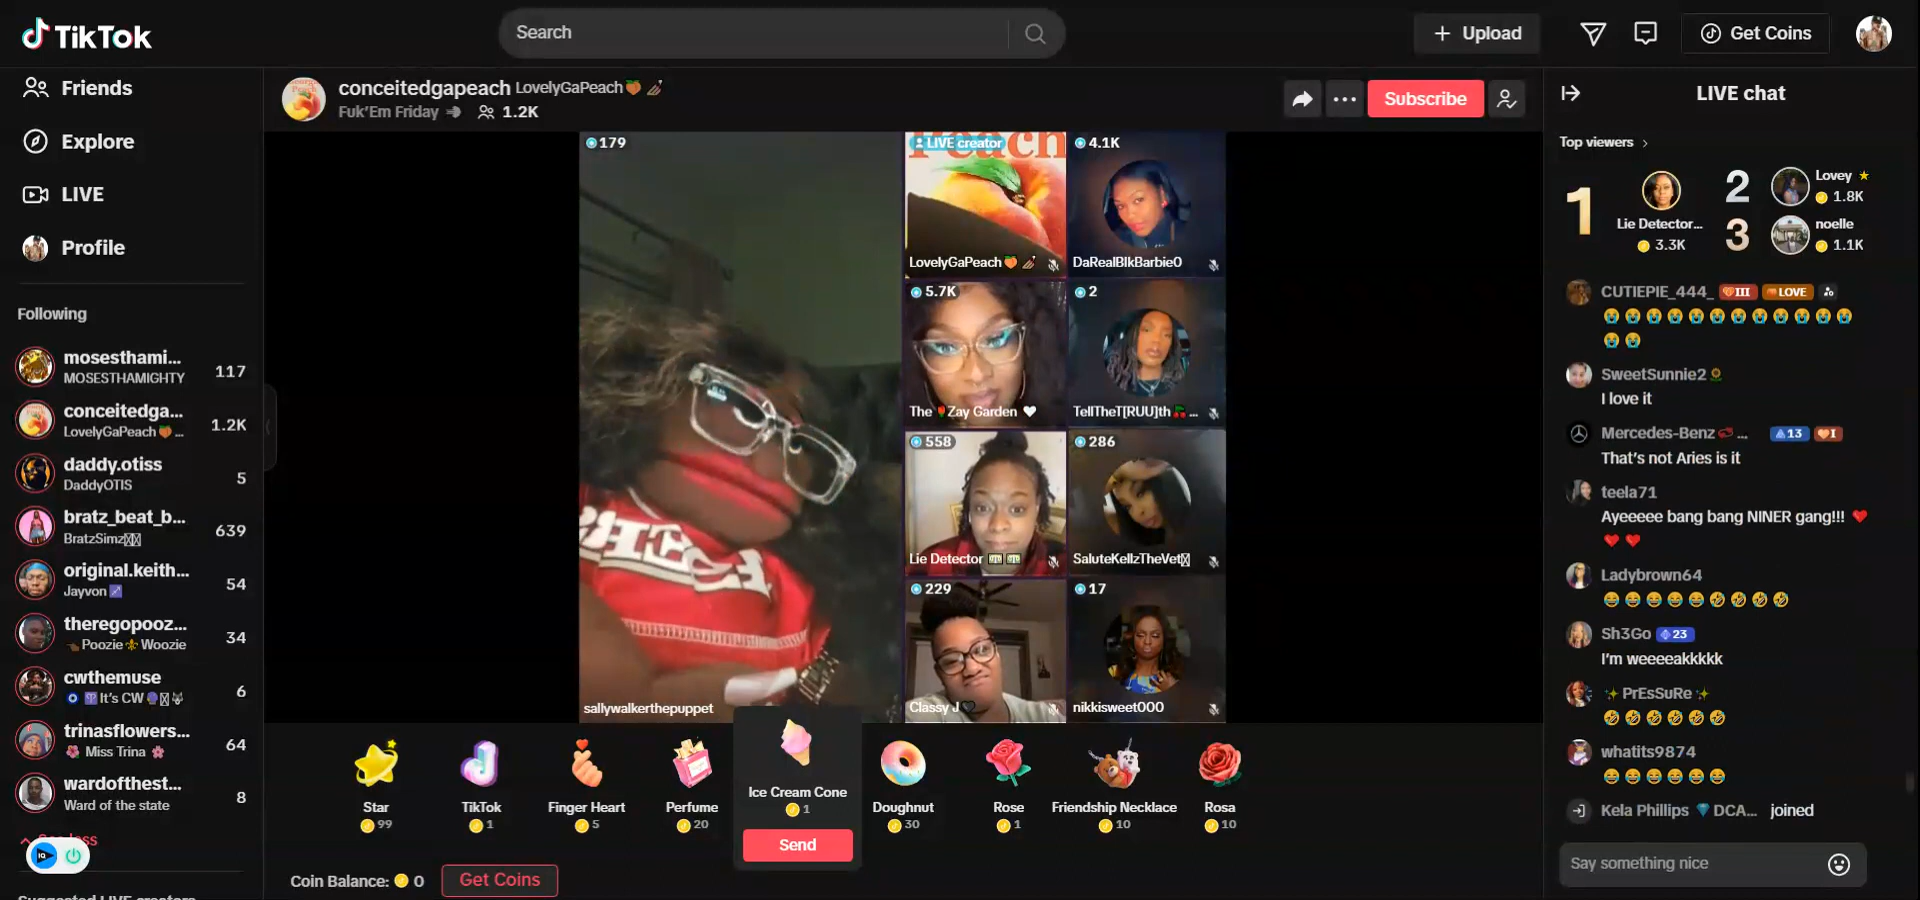 TikTok
Search
Upload
Get Coins
Friends
Explore
LIVE
Profile
Following
mosesthami...
MOSESTHAMIGHTY
117
conceitedga...
LovelyGaPeach🍑 ...
1.2K
daddy.otiss
DaddyOTIS
5
bratz_beat_b...
BratzSimz
639
original.keith...
Jayvon ♐
54
theregopooz...
Poozie ⚜ Woozie
34
cwthemuse
It's CW
6
trinasflowers...
🌸 Miss Trina 🌸
64
wardofthest...
Ward of the state
8
See less
conceitedgapeach LovelyGaPeach🍑💅🏾
Fuk'Em Friday 1.2K
Subscribe
179
sallywalkerthepuppet
LIVE creator
Peach
LovelyGaPeach🍑💅🏾
4.1K
DaRealBlkBarbie0
5.7K
The 🌹Zay Garden 🤍
2
TellTheT[RUU]th 🍒 ...
558
Lie Detector
286
SaluteKellzTheVet
229
Classy J 🖤
17
nikkisweet000
Star
99
TikTok
1
Finger Heart
5
Perfume
20
Ice Cream Cone
1
Send
Doughnut
30
Rose
1
Friendship Necklace
10
Rosa
10
Coin Balance: 0
Get Coins
LIVE chat
Top viewers
1
Lie Detector...
3.3K
2
Lovey ⭐
1.8K
3
noelle
1.1K
CUTIEPIE_444_ III LOVE
😭😭😭😭😭😭😭😭😭😭😭😭
😭😭
SweetSunnie2🌻
I love it
Mercedes-Benz ... 13 I
That's not Aries is it
teela71
Ayeeeee bang bang NINER gang!!! ❤️
❤️❤️
Ladybrown64
😂😂😂😂😂🤣🤣🤣🤣
Sh3Go 23
I'm weeeeakkkkk
✨PrEsSuRe✨
🤣🤣🤣🤣🤣🤣
whatits9874
😂😂😂😂😂😂
Kela Phillips 💎DCA... joined
Say something nice